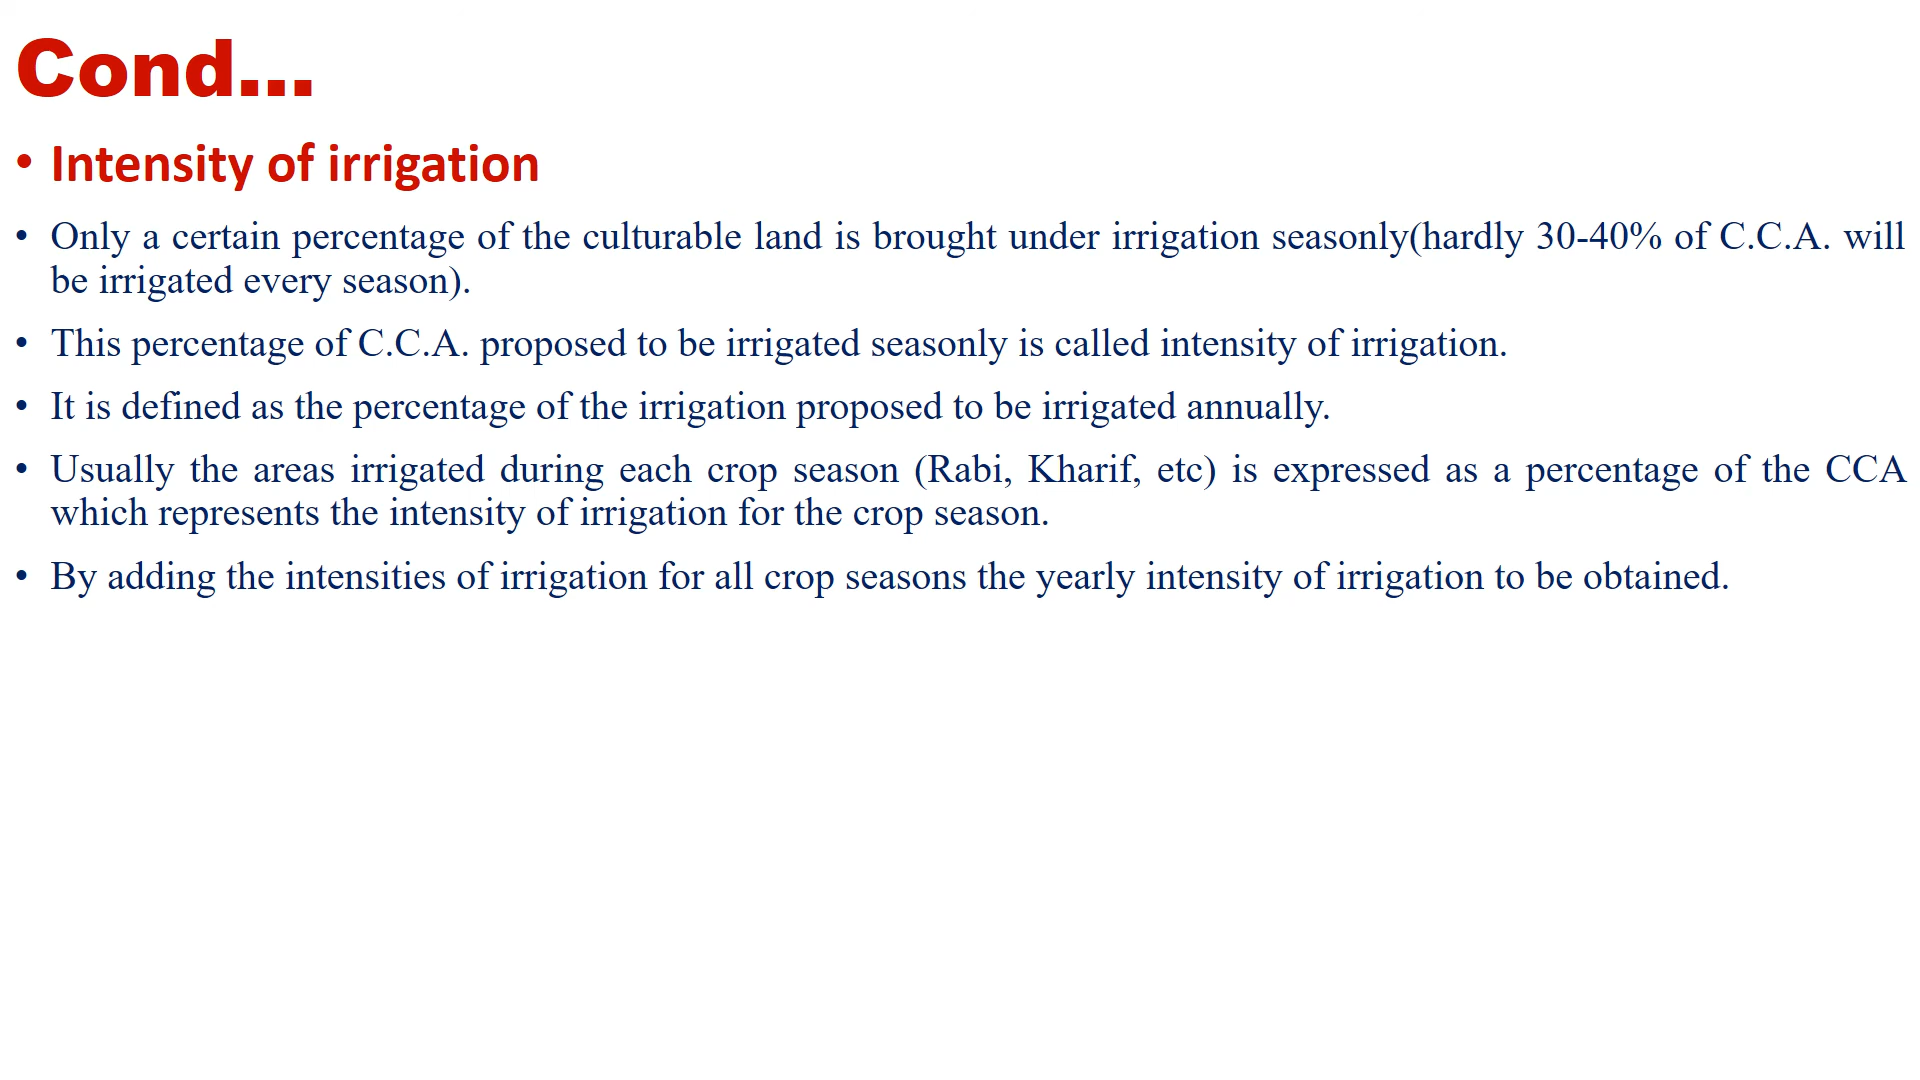 Cond...
• Intensity of irrigation
• Only a certain percentage of the culturable land is brought under irrigation seasonly(hardly 30-40% of C.C.A. will
be irrigated every season).
• This percentage of C.C.A. proposed to be irrigated seasonly is called intensity of irrigation.
• It is defined as the percentage of the irrigation proposed to be irrigated annually.
• Usually the areas irrigated during each crop season (Rabi, Kharif, etc) is expressed as a percentage of the CCA
which represents the intensity of irrigation for the crop season.
• By adding the intensities of irrigation for all crop seasons the yearly intensity of irrigation to be obtained.